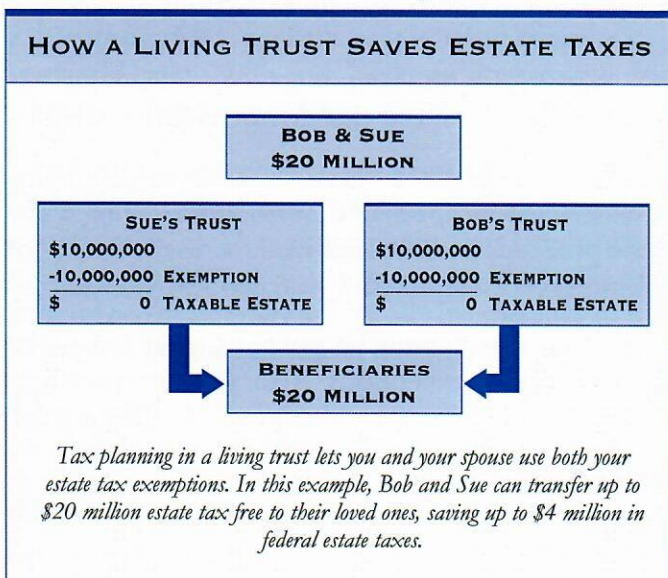 HOW A LIVING TRUST SAVES ESTATE TAXES
BOB & SUE
$20 MILLION
SUE'S TRUST
$10,000,000
-10,000,000 EXEMPTION
$ 0 TAXABLE ESTATE
BOB'S TRUST
$10,000,000
-10,000,000 EXEMPTION
$ 0 TAXABLE ESTATE
BENEFICIARIES
$20 MILLION
Tax planning in a living trust lets you and your spouse use both your
estate tax exemptions. In this example, Bob and Sue can transfer up to
$20 million estate tax free to their loved ones, saving up to $4 million in
federal estate taxes.